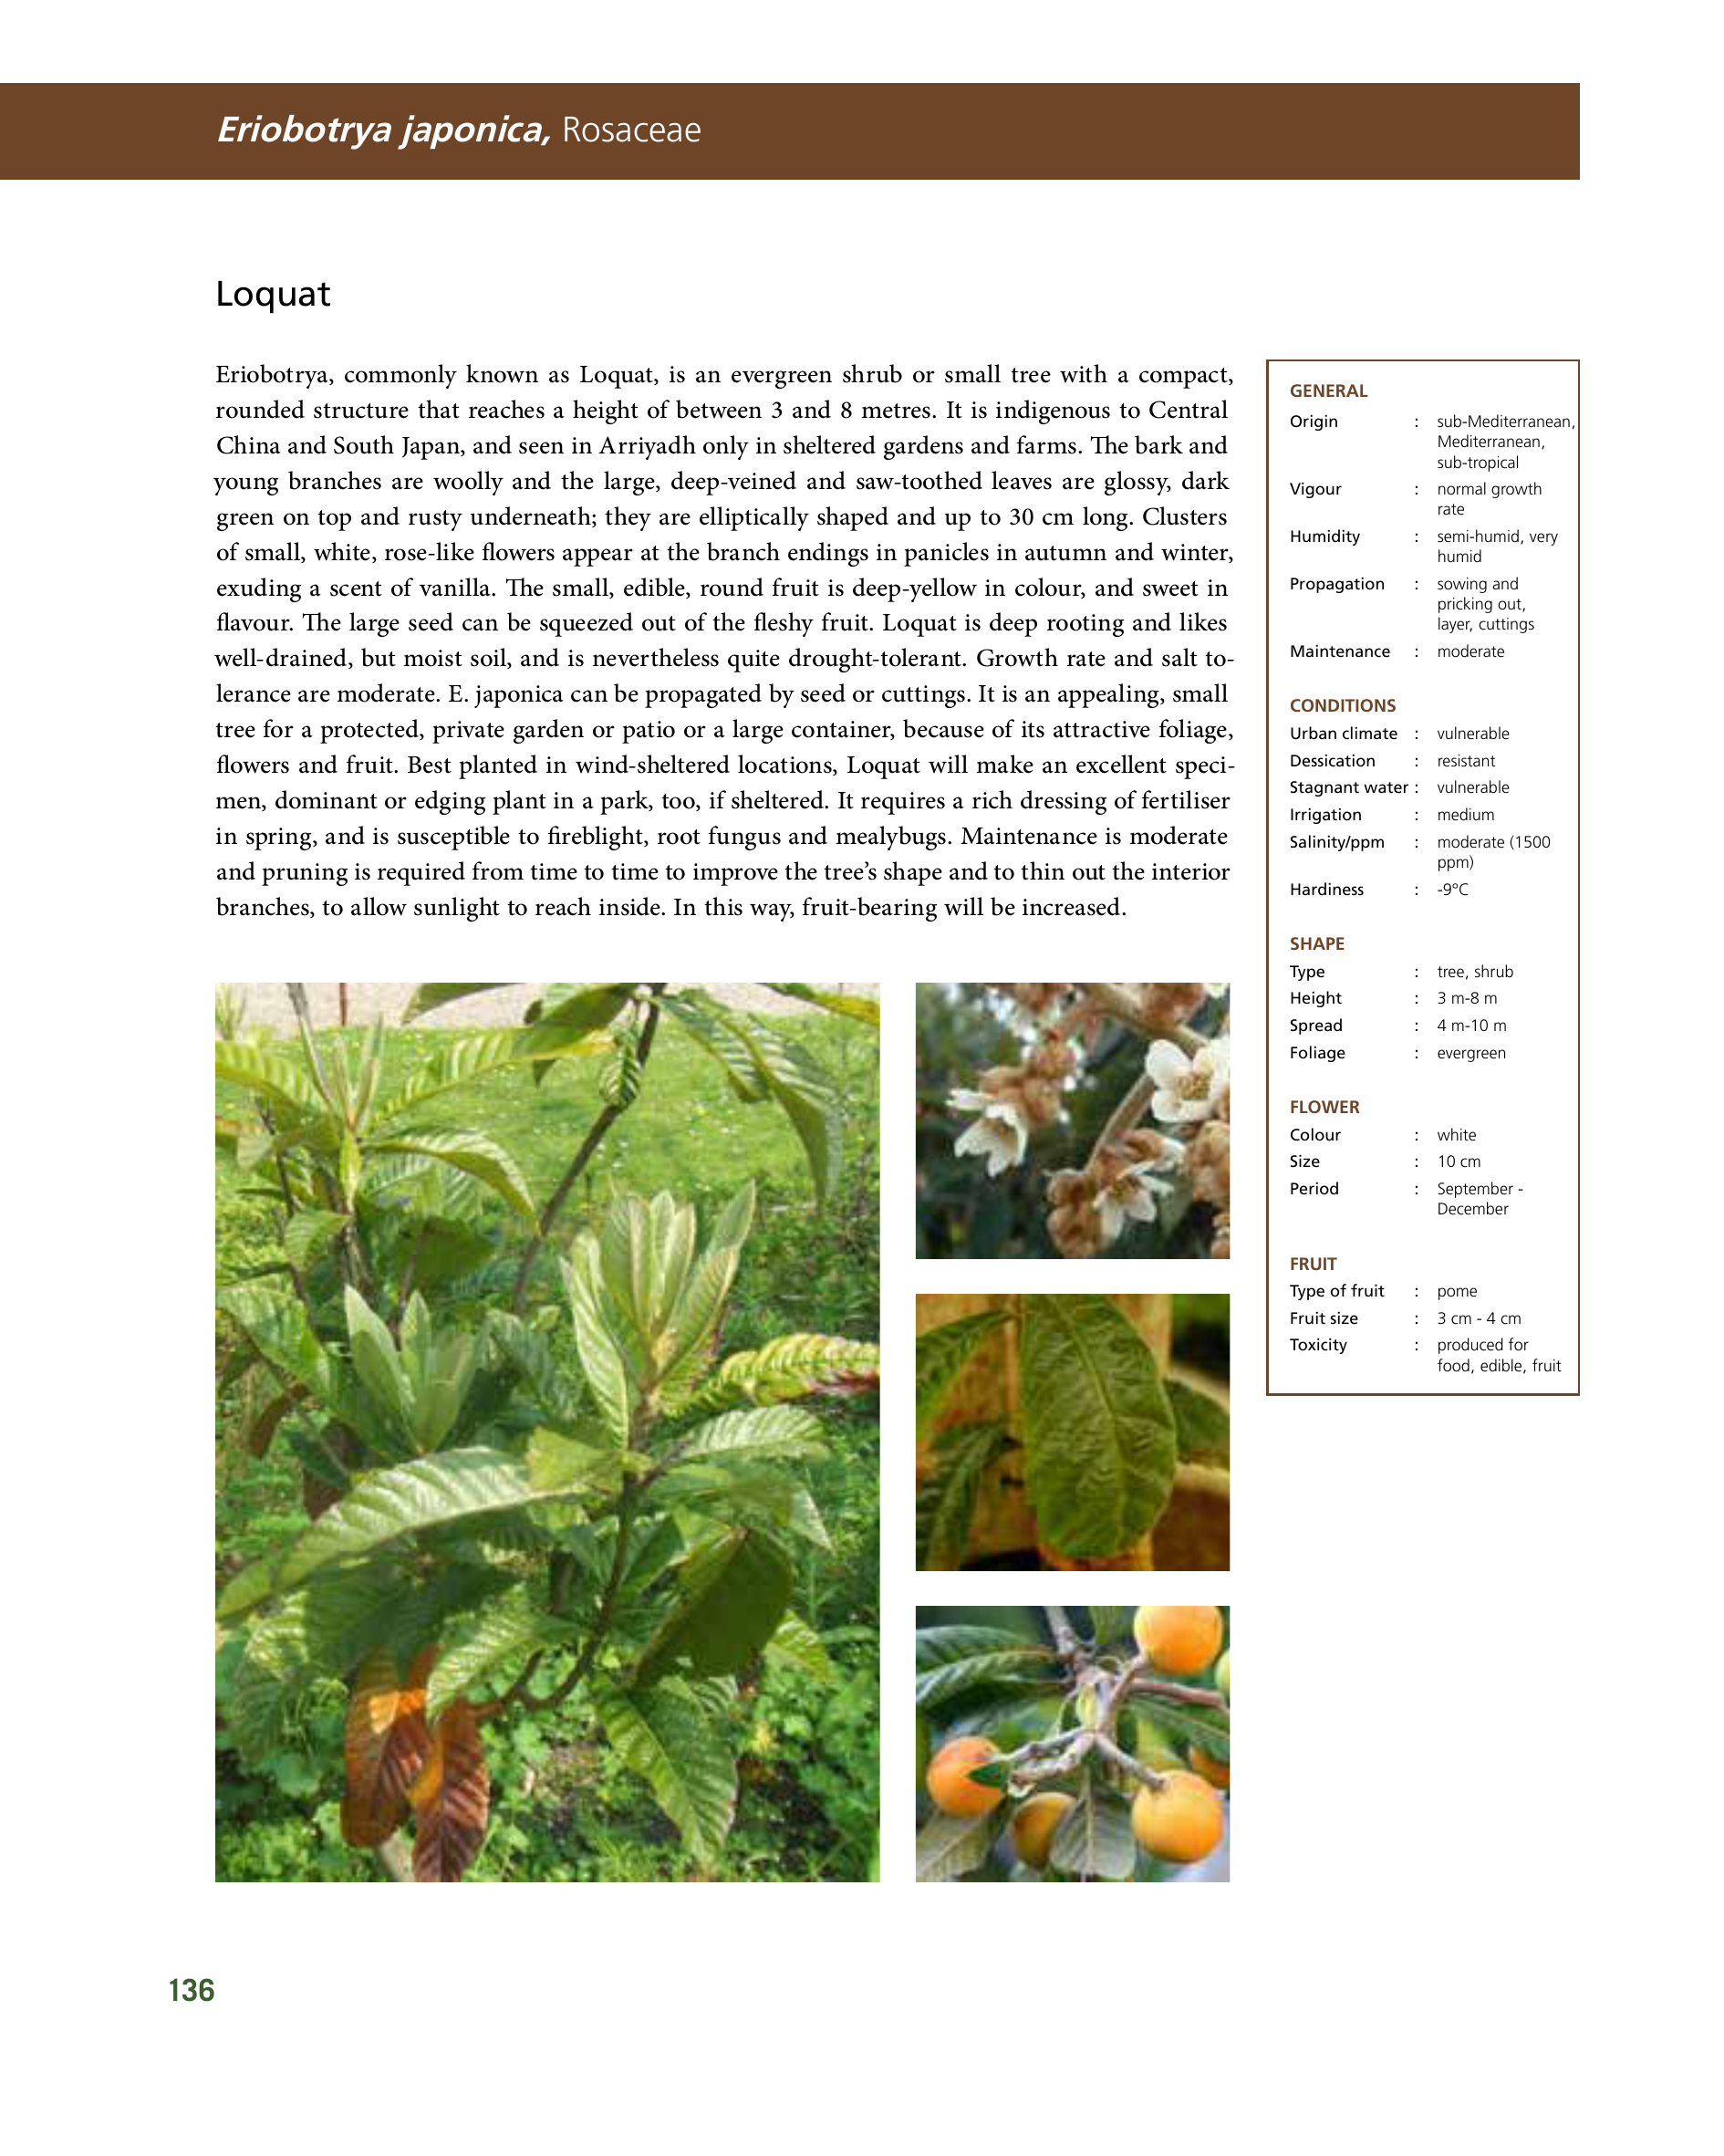 Eriobotrya japonica, Rosaceae
Loquat
Eriobotrya, commonly known as Loquat, is an evergreen shrub or small tree with a compact,
rounded structure that reaches a height of between 3 and 8 metres. It is indigenous to Central
China and South Japan, and seen in Arriyadh only in sheltered gardens and farms. The bark and
young branches are woolly and the large, deep-veined and saw-toothed leaves are glossy, dark
green on top and rusty underneath; they are elliptically shaped and up to 30 cm long. Clusters
of small, white, rose-like flowers appear at the branch endings in panicles in autumn and winter,
exuding a scent of vanilla. The small, edible, round fruit is deep-yellow in colour, and sweet in
flavour. The large seed can be squeezed out of the fleshy fruit. Loquat is deep rooting and likes
well-drained, but moist soil, and is nevertheless quite drought-tolerant. Growth rate and salt to-
lerance are moderate. E. japonica can be propagated by seed or cuttings. It is an appealing, small
tree for a protected, private garden or patio or a large container, because of its attractive foliage,
flowers and fruit. Best planted in wind-sheltered locations, Loquat will make an excellent speci-
men, dominant or edging plant in a park, too, if sheltered. It requires a rich dressing of fertiliser
in spring, and is susceptible to fireblight, root fungus and mealybugs. Maintenance is moderate
and pruning is required from time to time to improve the tree's shape and to thin out the interior
branches, to allow sunlight to reach inside. In this way, fruit-bearing will be increased.
GENERAL
Origin : sub-Mediterranean,
Mediterranean,
sub-tropical
Vigour : normal growth
rate
Humidity : semi-humid, very
humid
Propagation : sowing and
pricking out,
layer, cuttings
Maintenance : moderate
CONDITIONS
Urban climate : vulnerable
Dessication : resistant
Stagnant water : vulnerable
Irrigation : medium
Salinity/ppm : moderate (1500
ppm)
Hardiness : -9°C
SHAPE
Type : tree, shrub
Height : 3 m-8 m
Spread : 4 m-10 m
Foliage : evergreen
FLOWER
Colour : white
Size : 10 cm
Period : September -
December
FRUIT
Type of fruit : pome
Fruit size : 3 cm - 4 cm
Toxicity : produced for
food, edible, fruit
136